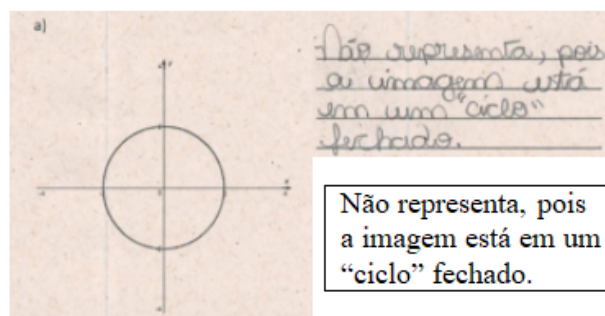 a)
Não representa, pois
a imagem está
em um "ciclo"
fechado.
Não representa, pois
a imagem está em um
“ciclo” fechado.